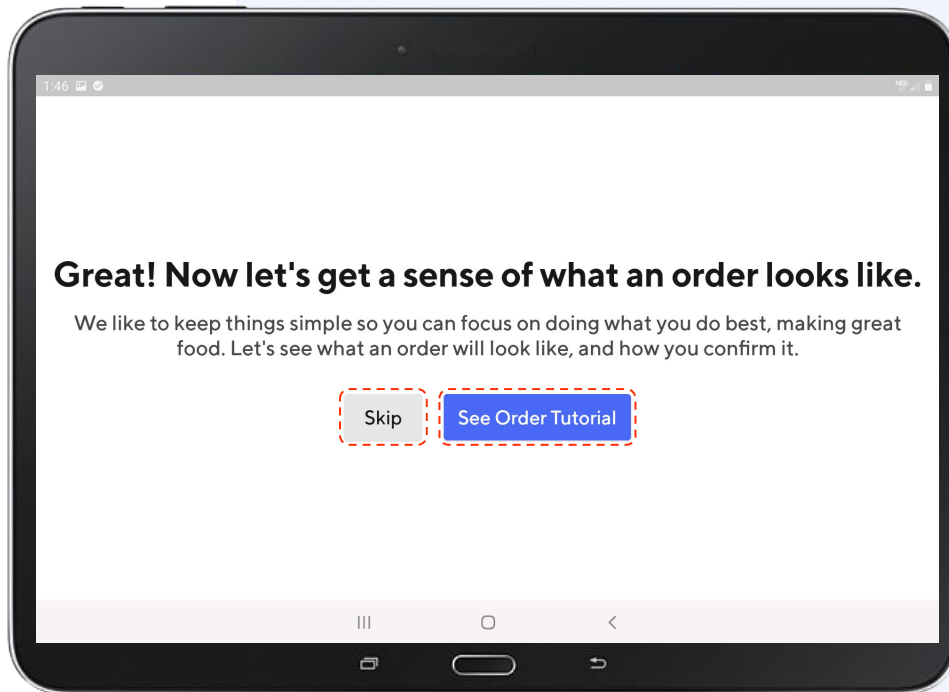 1:46
Great! Now let's get a sense of what an order looks like.
We like to keep things simple so you can focus on doing what you do best, making great
food. Let's see what an order will look like, and how you confirm it.
Skip
See Order Tutorial